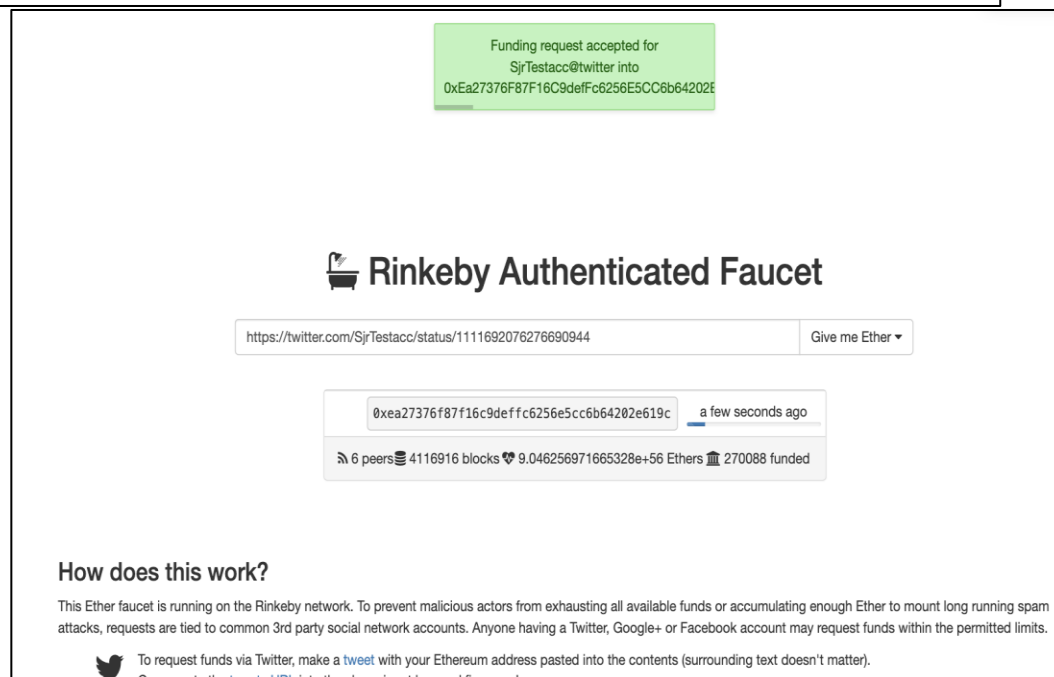 Funding request accepted for
SjrTestacc@twitter into
0xEa27376F87F16C9defFc6256E5CC6b64202E
Rinkeby Authenticated Faucet
https://twitter.com/SjrTestacc/status/1111692076276690944 Give me Ether
0xea27376f87f16c9deffc6256e5cc6b64202e619c a few seconds ago
6 peers 4116916 blocks 9.046256971665328e+56 Ethers 270088 funded
How does this work?
This Ether faucet is running on the Rinkeby network. To prevent malicious actors from exhausting all available funds or accumulating enough Ether to mount long running spam
attacks, requests are tied to common 3rd party social network accounts. Anyone having a Twitter, Google+ or Facebook account may request funds within the permitted limits.
To request funds via Twitter, make a tweet with your Ethereum address pasted into the contents (surrounding text doesn't matter).